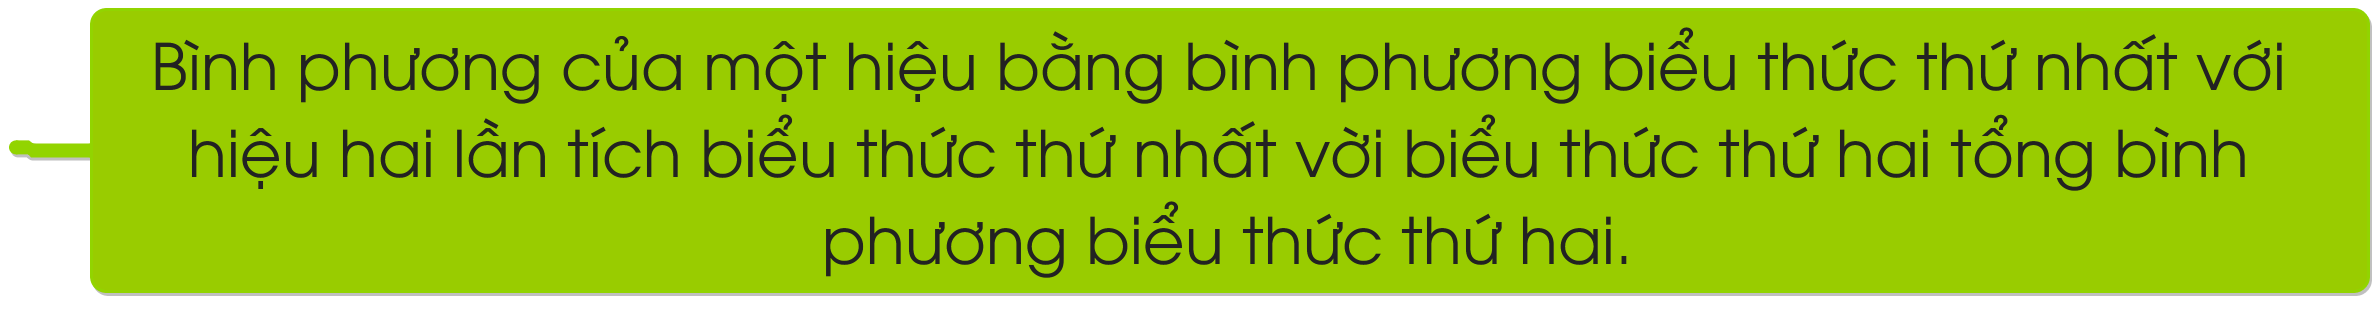 Bình phương của một hiệu bằng bình phương biểu thức thứ nhất với
hiệu hai lần tích biểu thức thứ nhất vời biểu thức thứ hai tổng bình
phương biểu thức thứ hai.